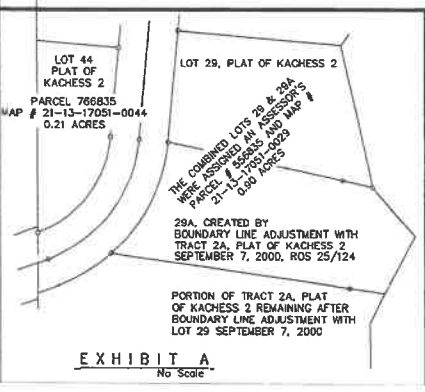 LOT 44
PLAT OF
KACHESS 2
PARCEL 766835
MAP # 21-13-17051-0044
0.21 ACRES
LOT 29, PLAT OF KACHESS 2
THE COMBINED LOTS 29 & 29A
WERE ASSIGNED AN ASSESSOR'S
PARCEL # 556835 AND MAP #
21-13-17051-0029
0.90 ACRES
29A, CREATED BY
BOUNDARY LINE ADJUSTMENT WITH
TRACT 2A, PLAT OF KACHESS 2
SEPTEMBER 7, 2000, ROS 25/124
PORTION OF TRACT 2A, PLAT
OF KACHESS 2 REMAINING AFTER
BOUNDARY LINE ADJUSTMENT WITH
LOT 29 SEPTEMBER 7, 2000
EXHIBIT A
No Scale